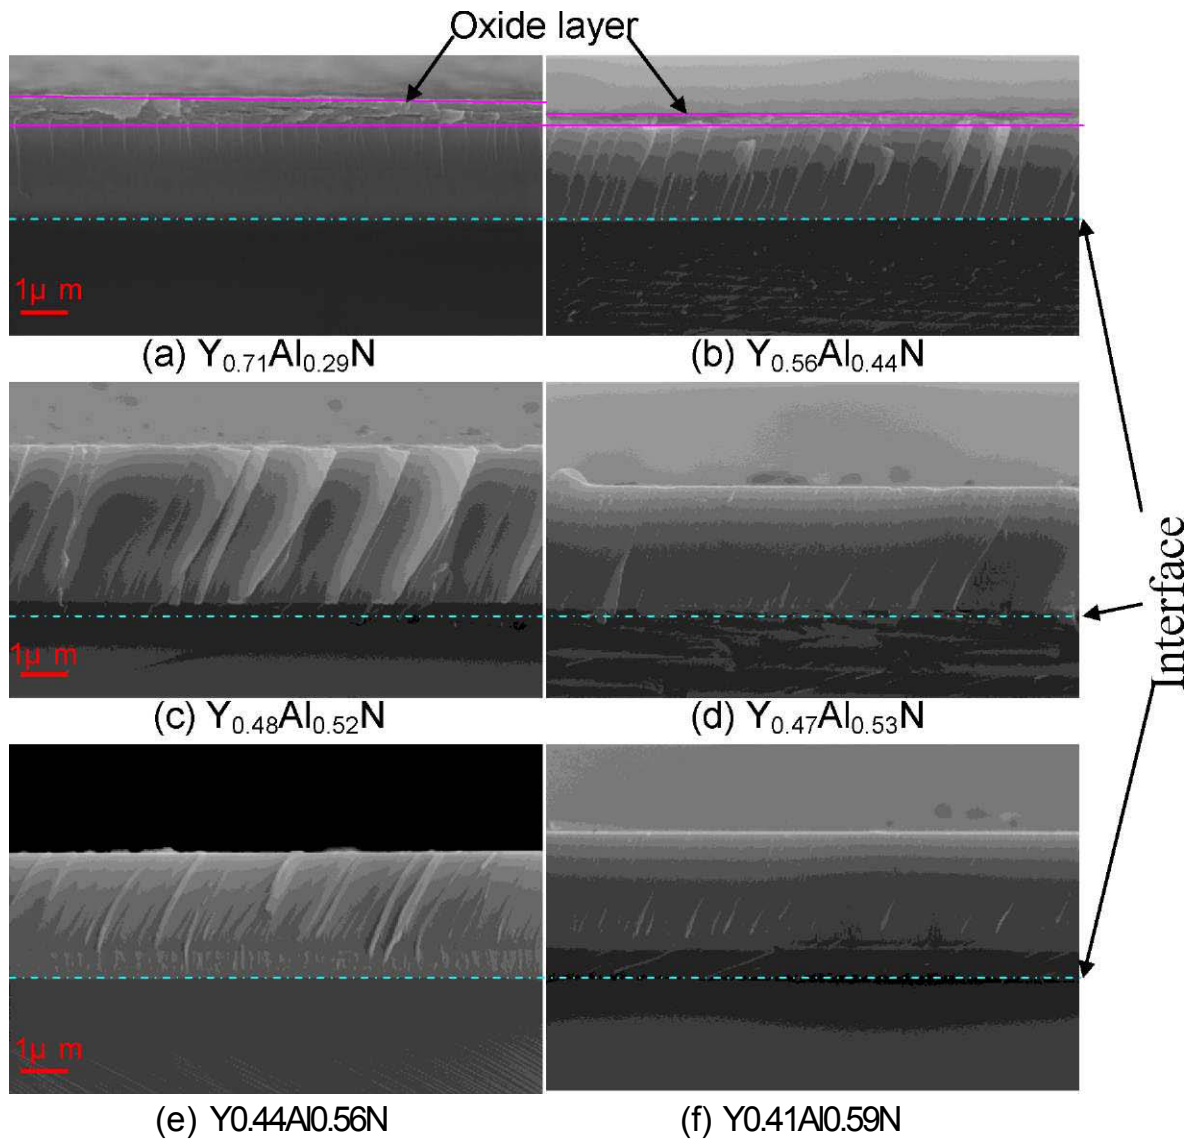 Oxide layer
1μ m
(a) Y0.71Al0.29N
(b) Y0.56Al0.44N
1μ m
(c) Y0.48Al0.52N
(d) Y0.47Al0.53N
Interface
1μ m
(e) Y0.44Al0.56N
(f) Y0.41Al0.59N